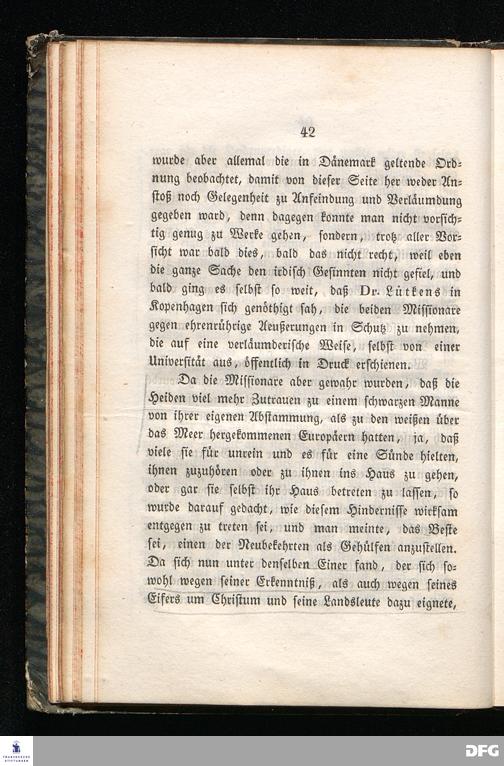 42
wurde aber allemal die in Dänemark geltende Ord-
nung beobachtet, damit von dieser Seite her weder An-
stoß noch Gelegenheit zu Anfeindung und Verläumdung
gegeben ward, denn dagegen konnte man nicht vorsich-
tig genug zu Werke gehen, sondern, trotz aller Vor-
sicht war bald dies, bald das nicht recht, weil eben
die ganze Sache den irdisch Gesinnten nicht gefiel, und
bald ging es selbst so weit, daß Dr. Lütkens in
Kopenhagen sich genöthigt sah, die beiden Missionare
gegen ehrenrührige Aeußerungen in Schutz zu nehmen,
die auf eine verläumderische Weise, selbst von einer
Universität aus, öffentlich in Druck erschienen.
Da die Missionare aber gewahr wurden, daß die
Heiden viel mehr Zutrauen zu einem schwarzen Manne
von ihrer eigenen Abstammung, als zu den weißen über
das Meer hergekommenen Europäern hatten, ja, daß
viele sie für unrein und es für eine Sünde hielten,
ihnen zuzuhören oder zu ihnen ins Haus zu gehen,
oder gar sie selbst ihr Haus betreten zu lassen, so
wurde darauf gedacht, wie diesem Hindernisse wirksam
entgegen zu treten sei, und man meinte, das Beste
sei, einen der Neubekehrten als Gehülfen anzustellen.
Da sich nun unter denselben Einer fand, der sich so-
wohl wegen seiner Erkenntniß, als auch wegen seines
Eifers um Christum und seine Landsleute dazu eignete,
FRANCKESCHE
STIFTUNGEN
DFG